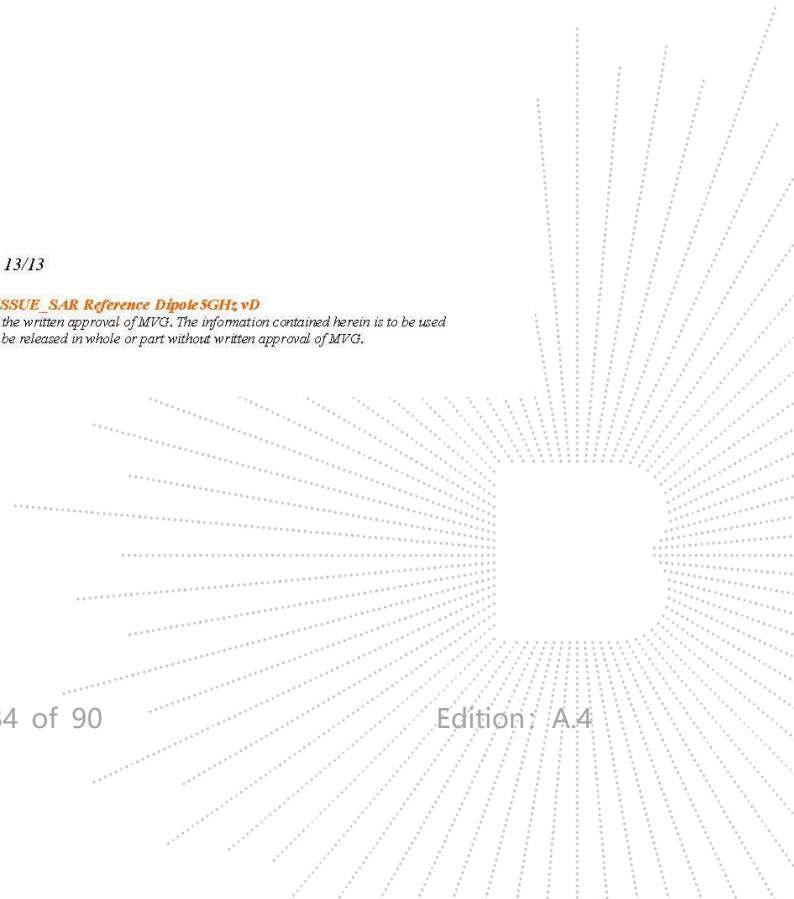 13/13
SSUE_SAR Reference Dipole5GHz vD
the written approval of MVG. The information contained herein is to be used
be released in whole or part without written approval of MVG.
4 of 90 Edition: A.4